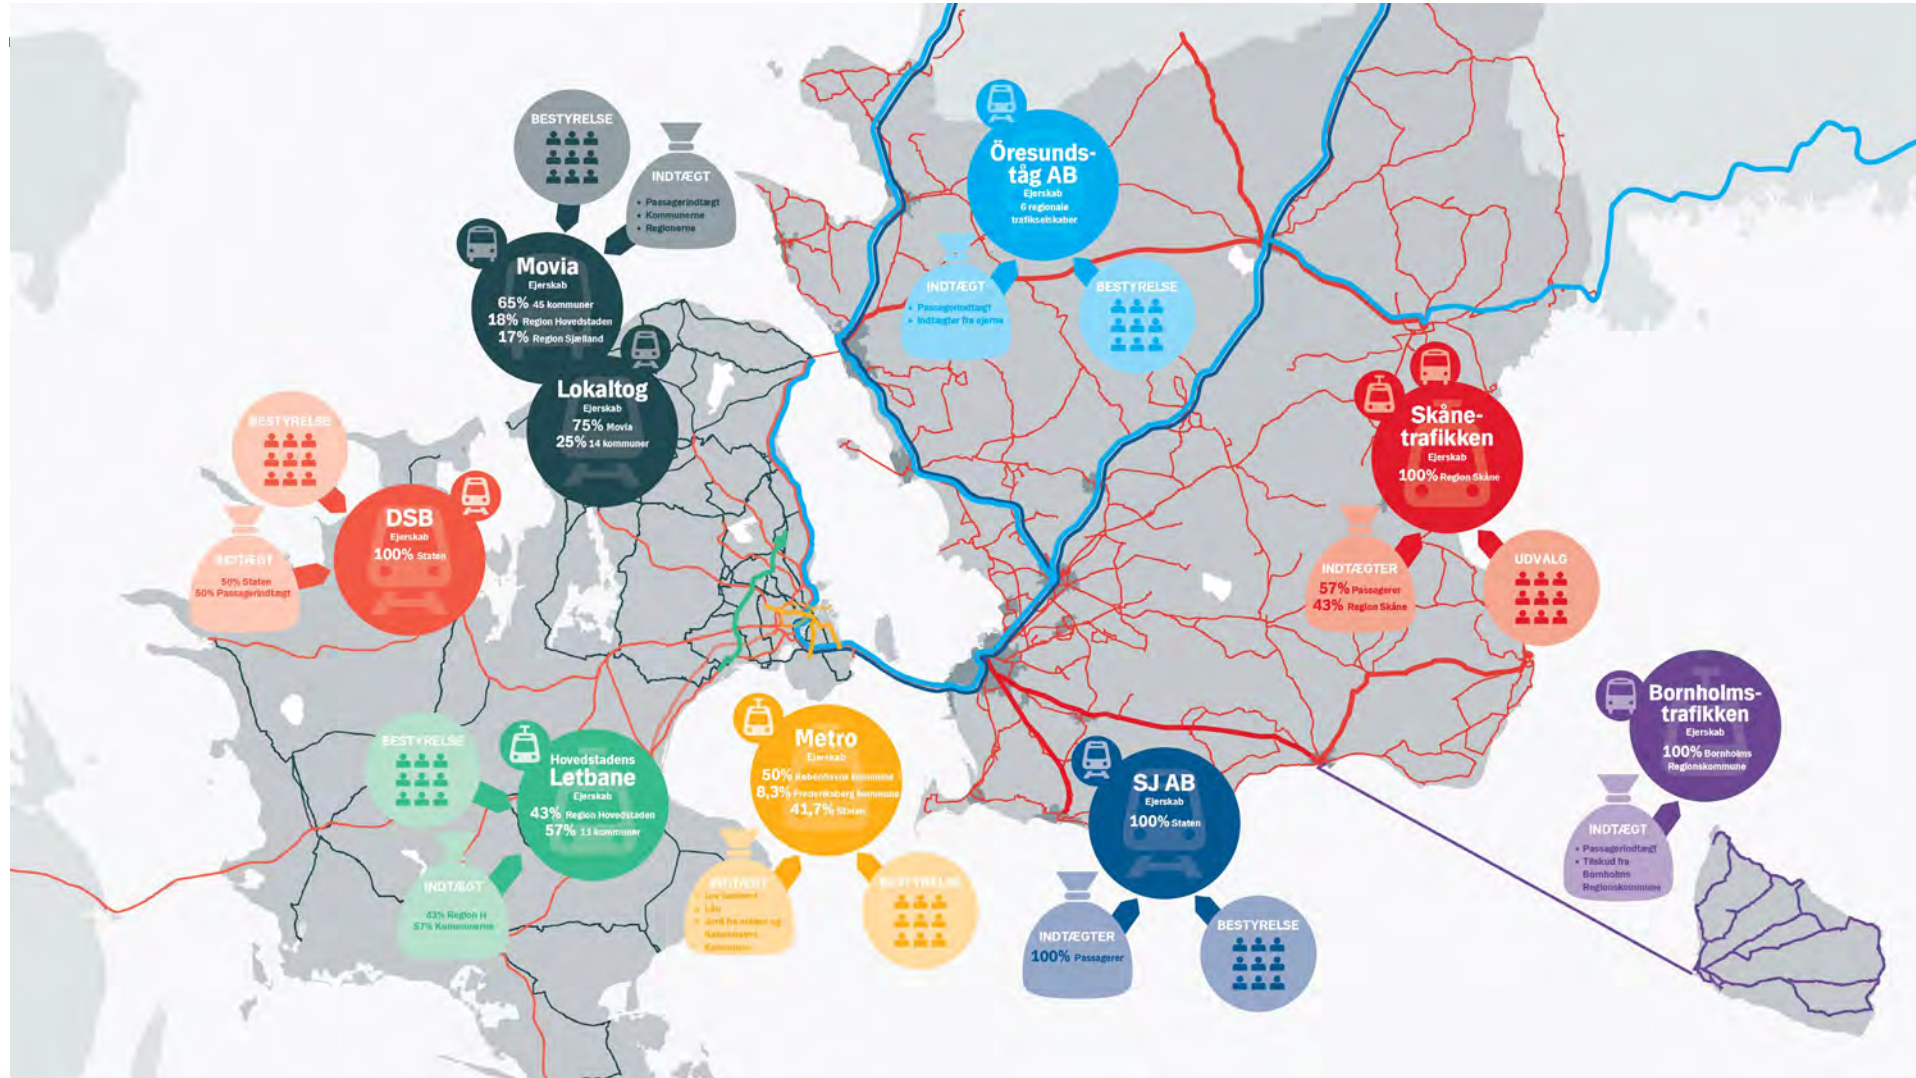 BESTYRELSE
INDTÆGT
• Passagerindtægt
• Kommunerne
• Regionerne
Movia
Ejerskab
65% 45 kommuner
18% Region Hovedstaden
17% Region Sjælland
Lokaltog
Ejerskab
75% Movia
25% 14 kommuner
Öresunds-
tåg AB
Ejerskab
6 regionale
trafikselskaber
INDTÆGT
• Passagerindtægt
• Indtægter fra ejerne
BESTYRELSE
BESTYRELSE
DSB
Ejerskab
100% Staten
INDTÆGT
50% Staten
50% Passagerindtægt
Skåne-
trafikken
Ejerskab
100% Region Skåne
INDTÆGTER
57% Passagerer
43% Region Skåne
UDVALG
BESTYRELSE
Hovedstadens
Letbane
Ejerskab
43% Region Hovedstaden
57% 11 kommuner
INDTÆGT
43% Region H
57% Kommunerne
Metro
Ejerskab
50% Københavns kommune
8,3% Frederiksberg kommune
41,7% Staten
INDTÆGT
• Lån
BESTYRELSE
SJ AB
Ejerskab
100% Staten
INDTÆGTER
100% Passagerer
BESTYRELSE
Bornholms-
trafikken
Ejerskab
100% Bornholms
Regionskommune
INDTÆGT
• Passagerindtægt
• Tilskud fra
Bornholms
Regionskommune